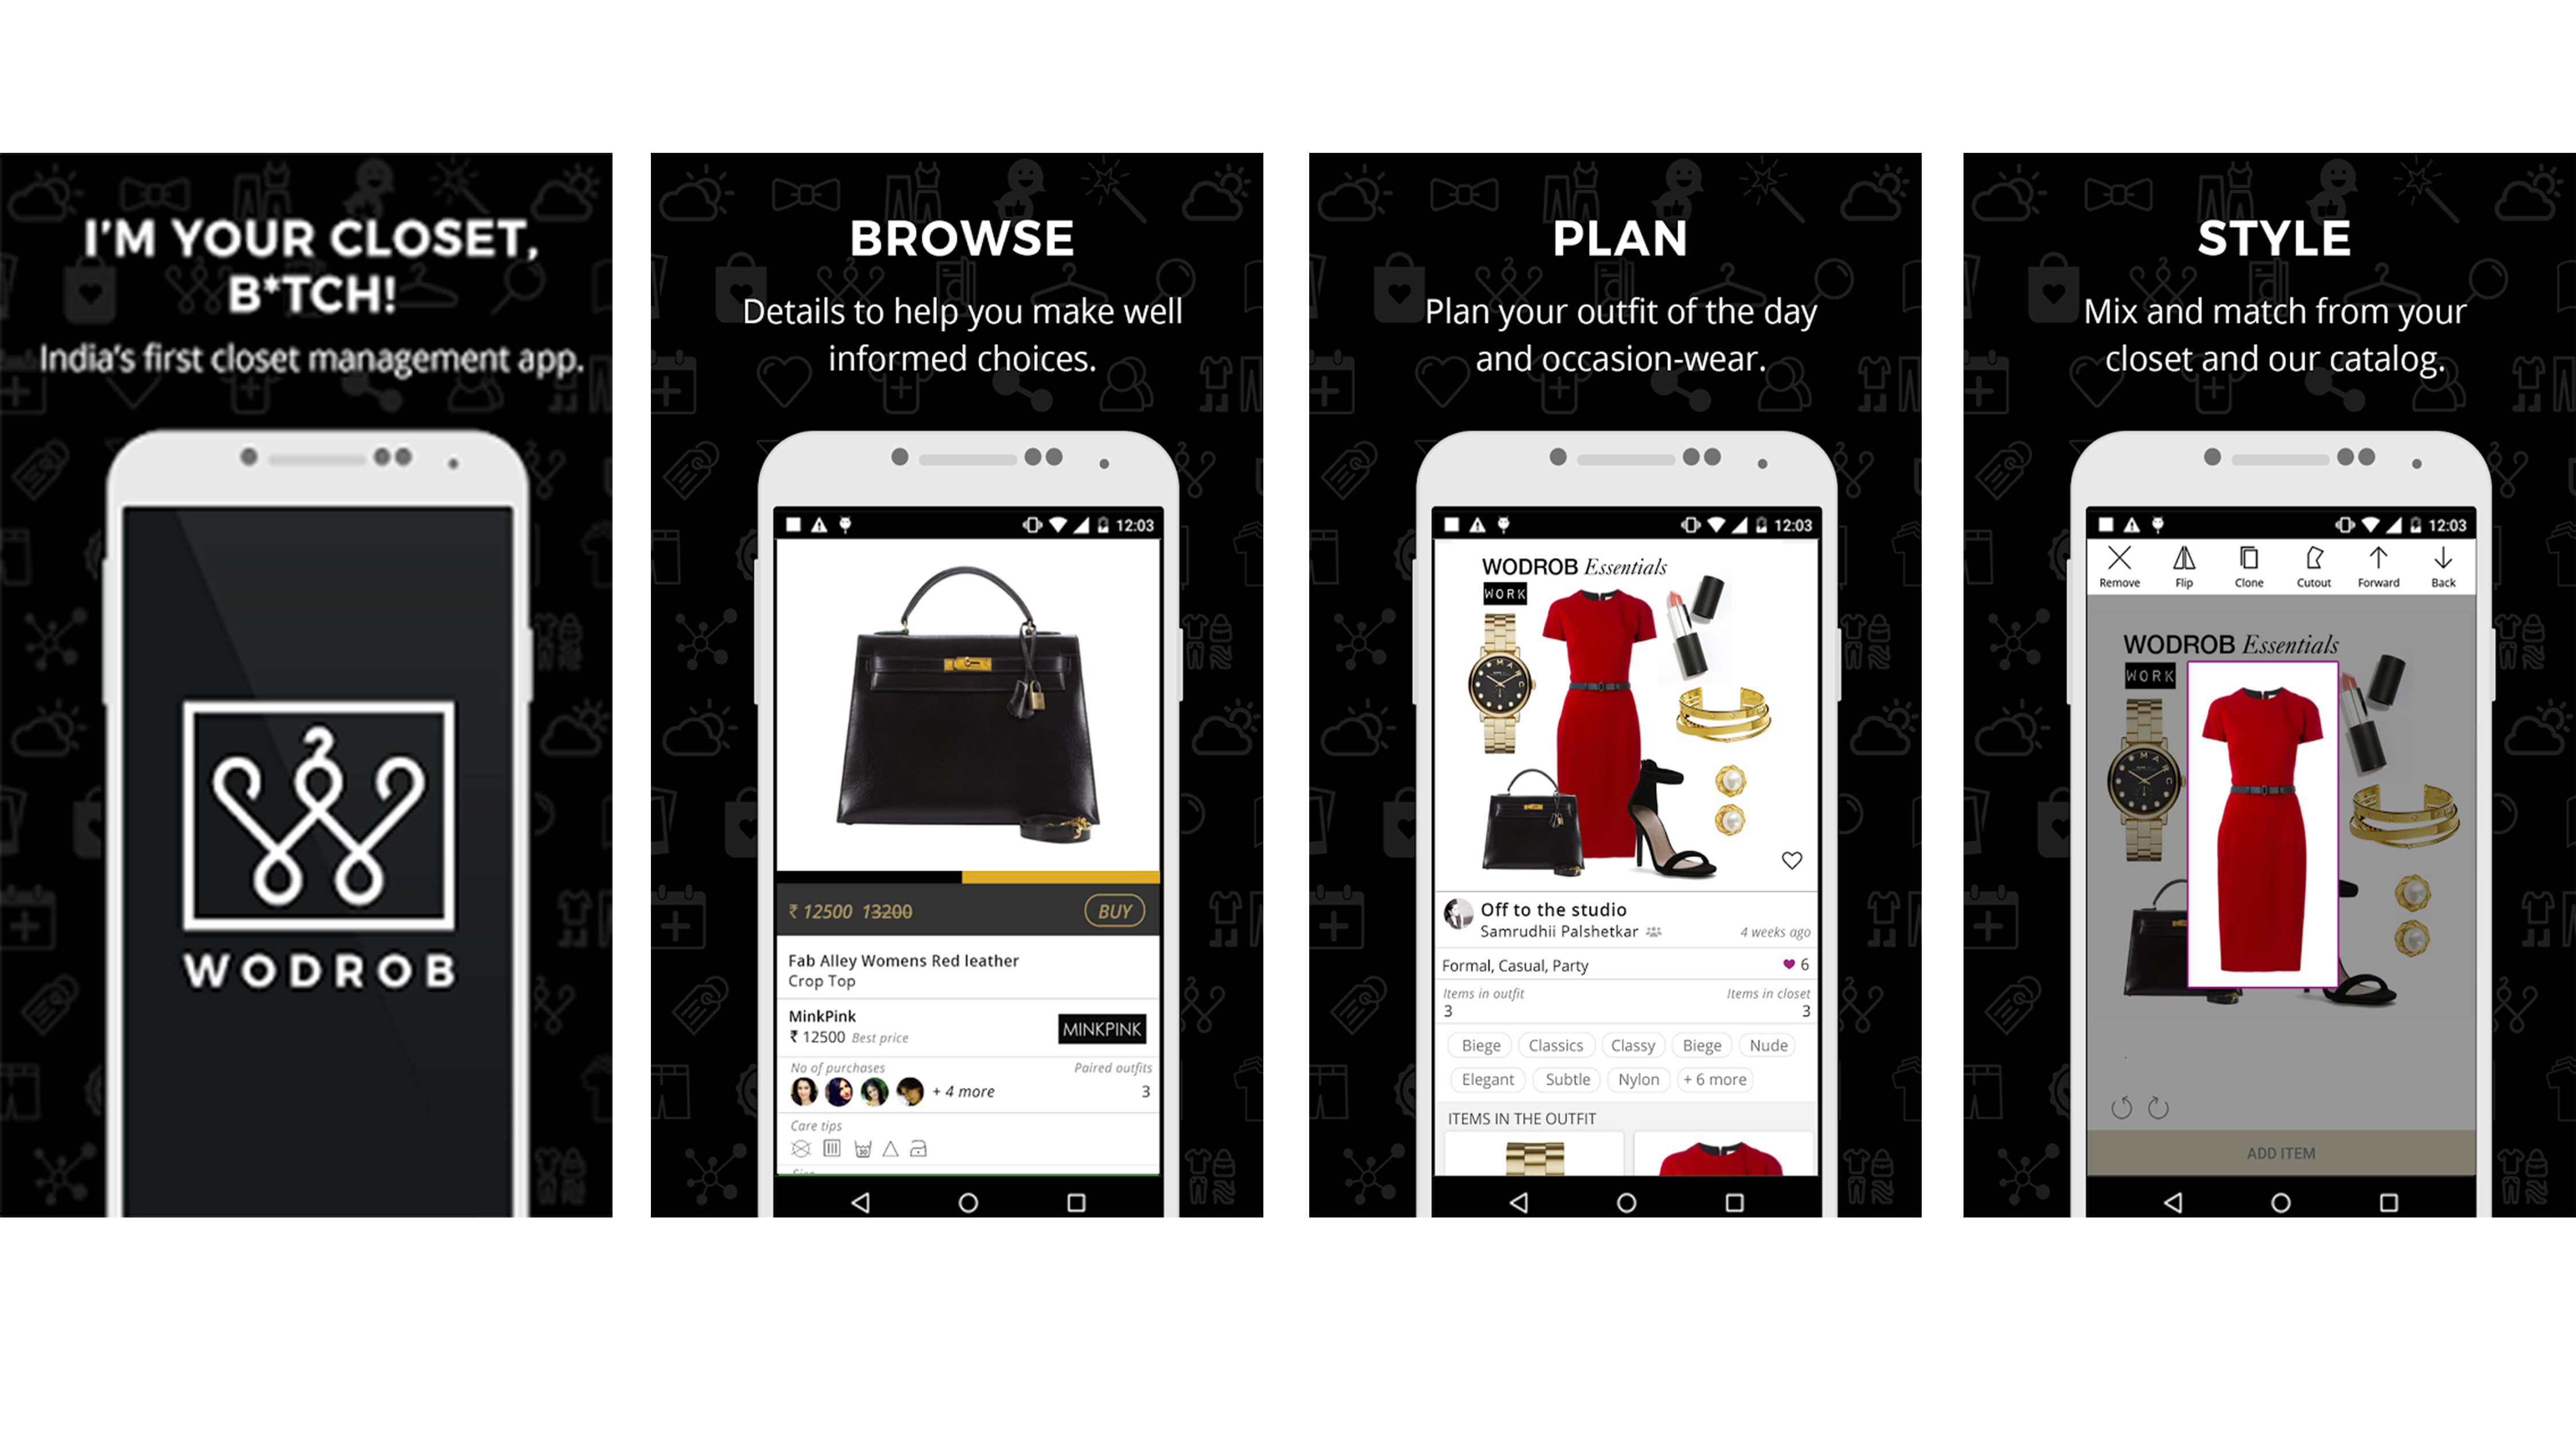 I'M YOUR CLOSET,
B*TCH!
India's first closet management app.
WODROB
BROWSE
Details to help you make well
informed choices.
12:03
₹ 12500 13200
BUY
Fab Alley Womens Red leather
Crop Top
MinkPink
₹ 12500 Best price
MINKPINK
No of purchases
Paired outfits
+ 4 more
3
Care tips
30
PLAN
Plan your outfit of the day
and occasion-wear.
12:03
WODROB Essentials
WORK
Off to the studio
Samrudhii Palshetkar
4 weeks ago
Formal, Casual, Party
6
Items in outfit
Items in closet
3
3
Biege Classics Classy Biege Nude
Elegant Subtle Nylon + 6 more
ITEMS IN THE OUTFIT
STYLE
Mix and match from your
closet and our catalog.
12:03
Remove Flip Clone Cutout Forward Back
WODROB Essentials
WORK
ADD ITEM